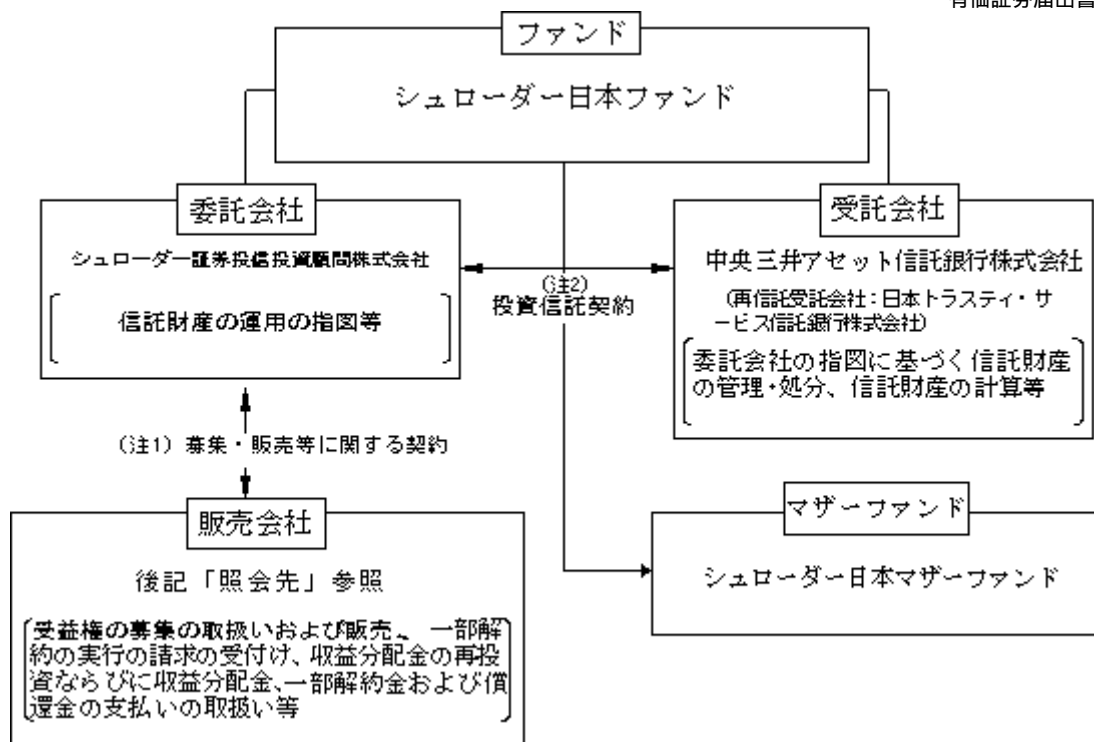 有価証券届出書
ファンド
シュローダー日本ファンド
委託会社
シュローダー証券投信投資顧問株式会社
信託財産の運用の指図等
(注2)
投資信託契約
受託会社
中央三井アセット信託銀行株式会社
(再信託受託会社：日本トラスティ・サ
ービス信託銀行株式会社)
委託会社の指図に基づく信託財産
の管理・処分、信託財産の計算等
(注1) 募集・販売等に関する契約
販売会社
後記「照会先」参照
受益権の募集の取扱いおよび販売、一部解
約の実行の請求の受付け、収益分配金の再投
資ならびに収益分配金、一部解約金および償
還金の支払いの取扱い等
マザーファンド
シュローダー日本マザーファンド